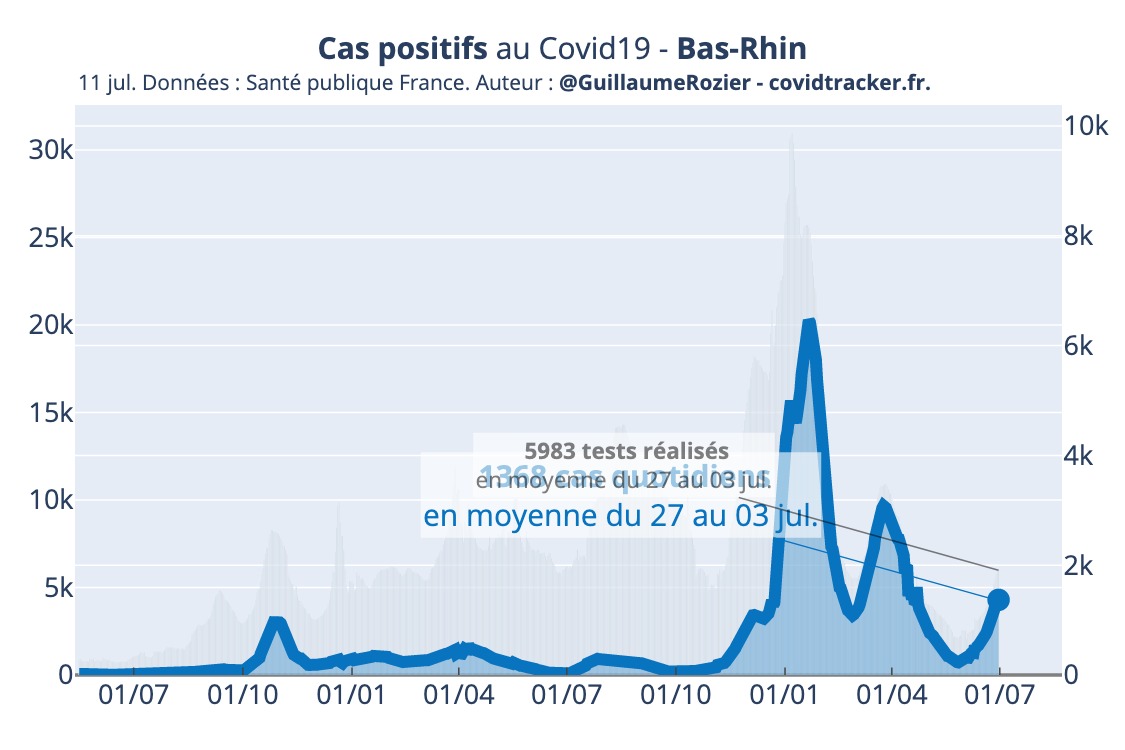 Cas positifs au Covid19 - Bas-Rhin
11 jul. Données : Santé publique France. Auteur : @GuillaumeRozier - covidtracker.fr.
10k
30k
25k
8k
20k
6k
15k
4k
5983 tests réalisés
1368 cas quotidiens
en moyenne du 27 au 03 jul.
10k
en moyenne du 27 au 03 jul.
2k
5k
0
0
01/07
01/10
01/01
01/04
01/07
01/10
01/01
01/04
01/07